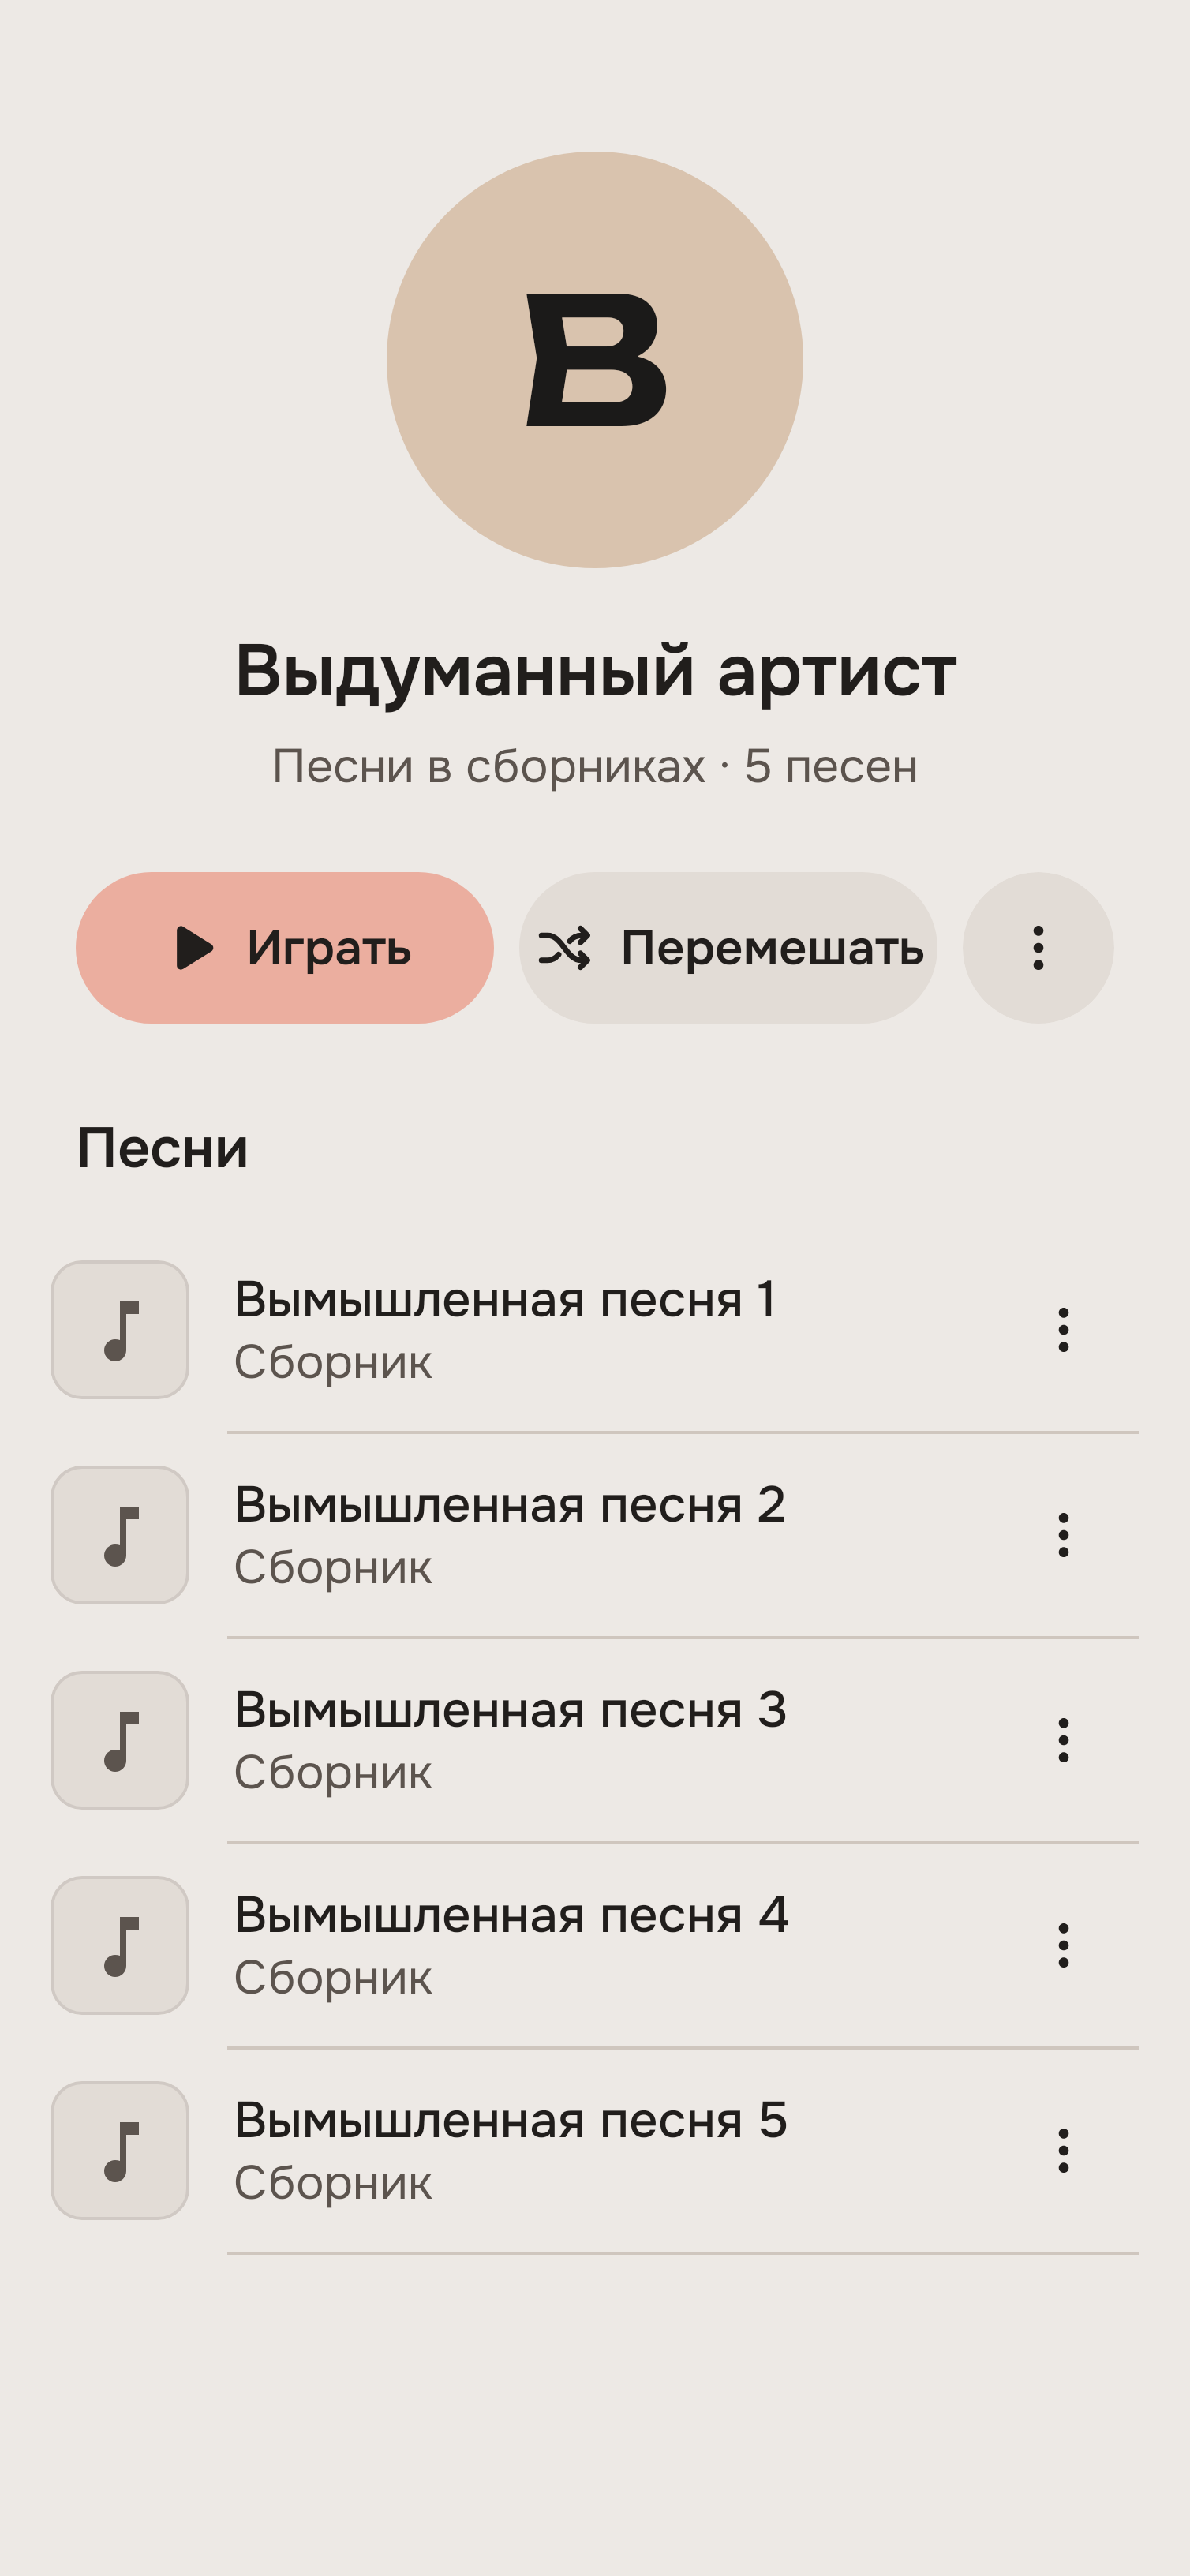 B
Выдуманный артист
Песни в сборниках · 5 песен
Играть
Перемешать
Песни
Вымышленная песня 1
Сборник
Вымышленная песня 2
Сборник
Вымышленная песня 3
Сборник
Вымышленная песня 4
Сборник
Вымышленная песня 5
Сборник